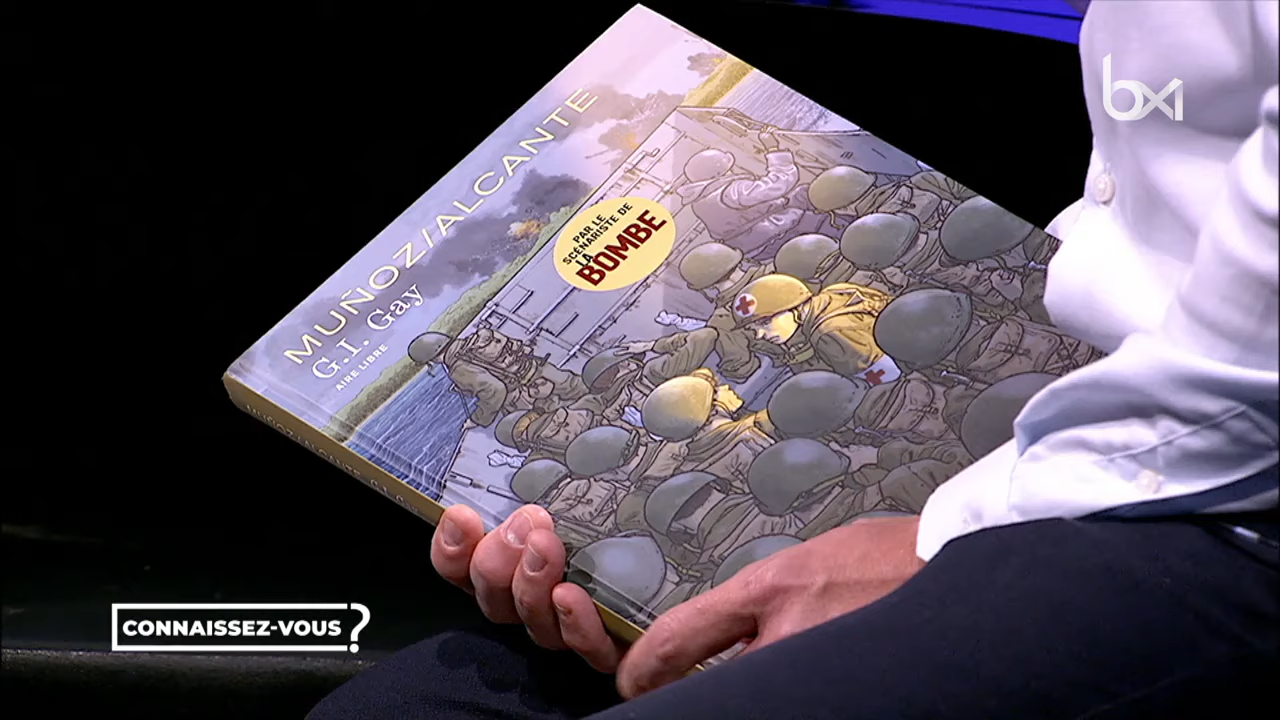 bx1
MUÑOZ/ALCANTE
G.I. Gay
AIRE LIBRE
PAR LE
SCÉNARISTE DE
LA
BOMBE
CONNAISSEZ-VOUS?